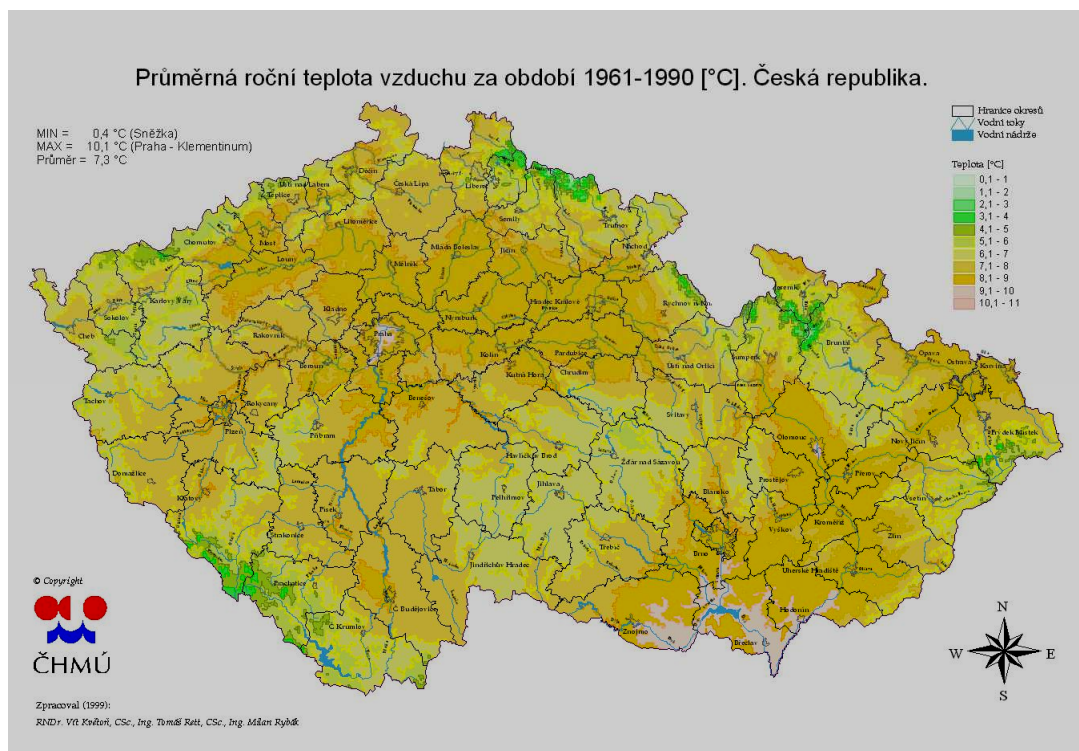 Průměrná roční teplota vzduchu za období 1961-1990 [°C]. Česká republika.
MIN = 0,4 °C (Sněžka)
MAX = 10,1 °C (Praha - Klementinum)
Průměr = 7,3 °C
Hranice okresů
Vodní toky
Vodní nádrže
Teplota [°C]
0,1 - 1
1,1 - 2
2,1 - 3
3,1 - 4
4,1 - 5
5,1 - 6
6,1 - 7
7,1 - 8
8,1 - 9
9,1 - 10
10,1 - 11
Děčín
Ústí nad Labem
Teplice
Česká Lípa
Liberec
Semily
Trutnov
Chomutov
Most
Litoměřice
Mladá Boleslav
Jičín
Náchod
Louny
Mělník
Karlovy Vary
Sokolov
Cheb
Kladno
Rakovník
Praha
Nymburk
Hradec Králové
Rychnov n.Kn.
Jeseník
Bruntál
Šumperk
Opava
Ostrava
Karviná
Beroun
Kolín
Pardubice
Kutná Hora
Chrudim
Ústí nad Orlicí
Tachov
Rokycany
Plzeň
Příbram
Benešov
Svitavy
Olomouc
Nový Jičín
Frýdek Místek
Domažlice
Klatovy
Havlíčkův Brod
Žďár nad Sázavou
Prostějov
Přerov
Vsetín
Písek
Tábor
Pelhřimov
Jihlava
Blansko
Vyškov
Kroměříž
Zlín
Strakonice
Třebíč
Brno
Prachatice
Jindřichův Hradec
Uherské Hradiště
Č.Budějovice
Č.Krumlov
Znojmo
Hodonín
Břeclav
© Copyright
ČHMÚ
N
W E
S
Zpracoval (1999):
RNDr. Vít Květoň, CSc., Ing. Tomáš Rett, CSc., Ing. Milan Rybák